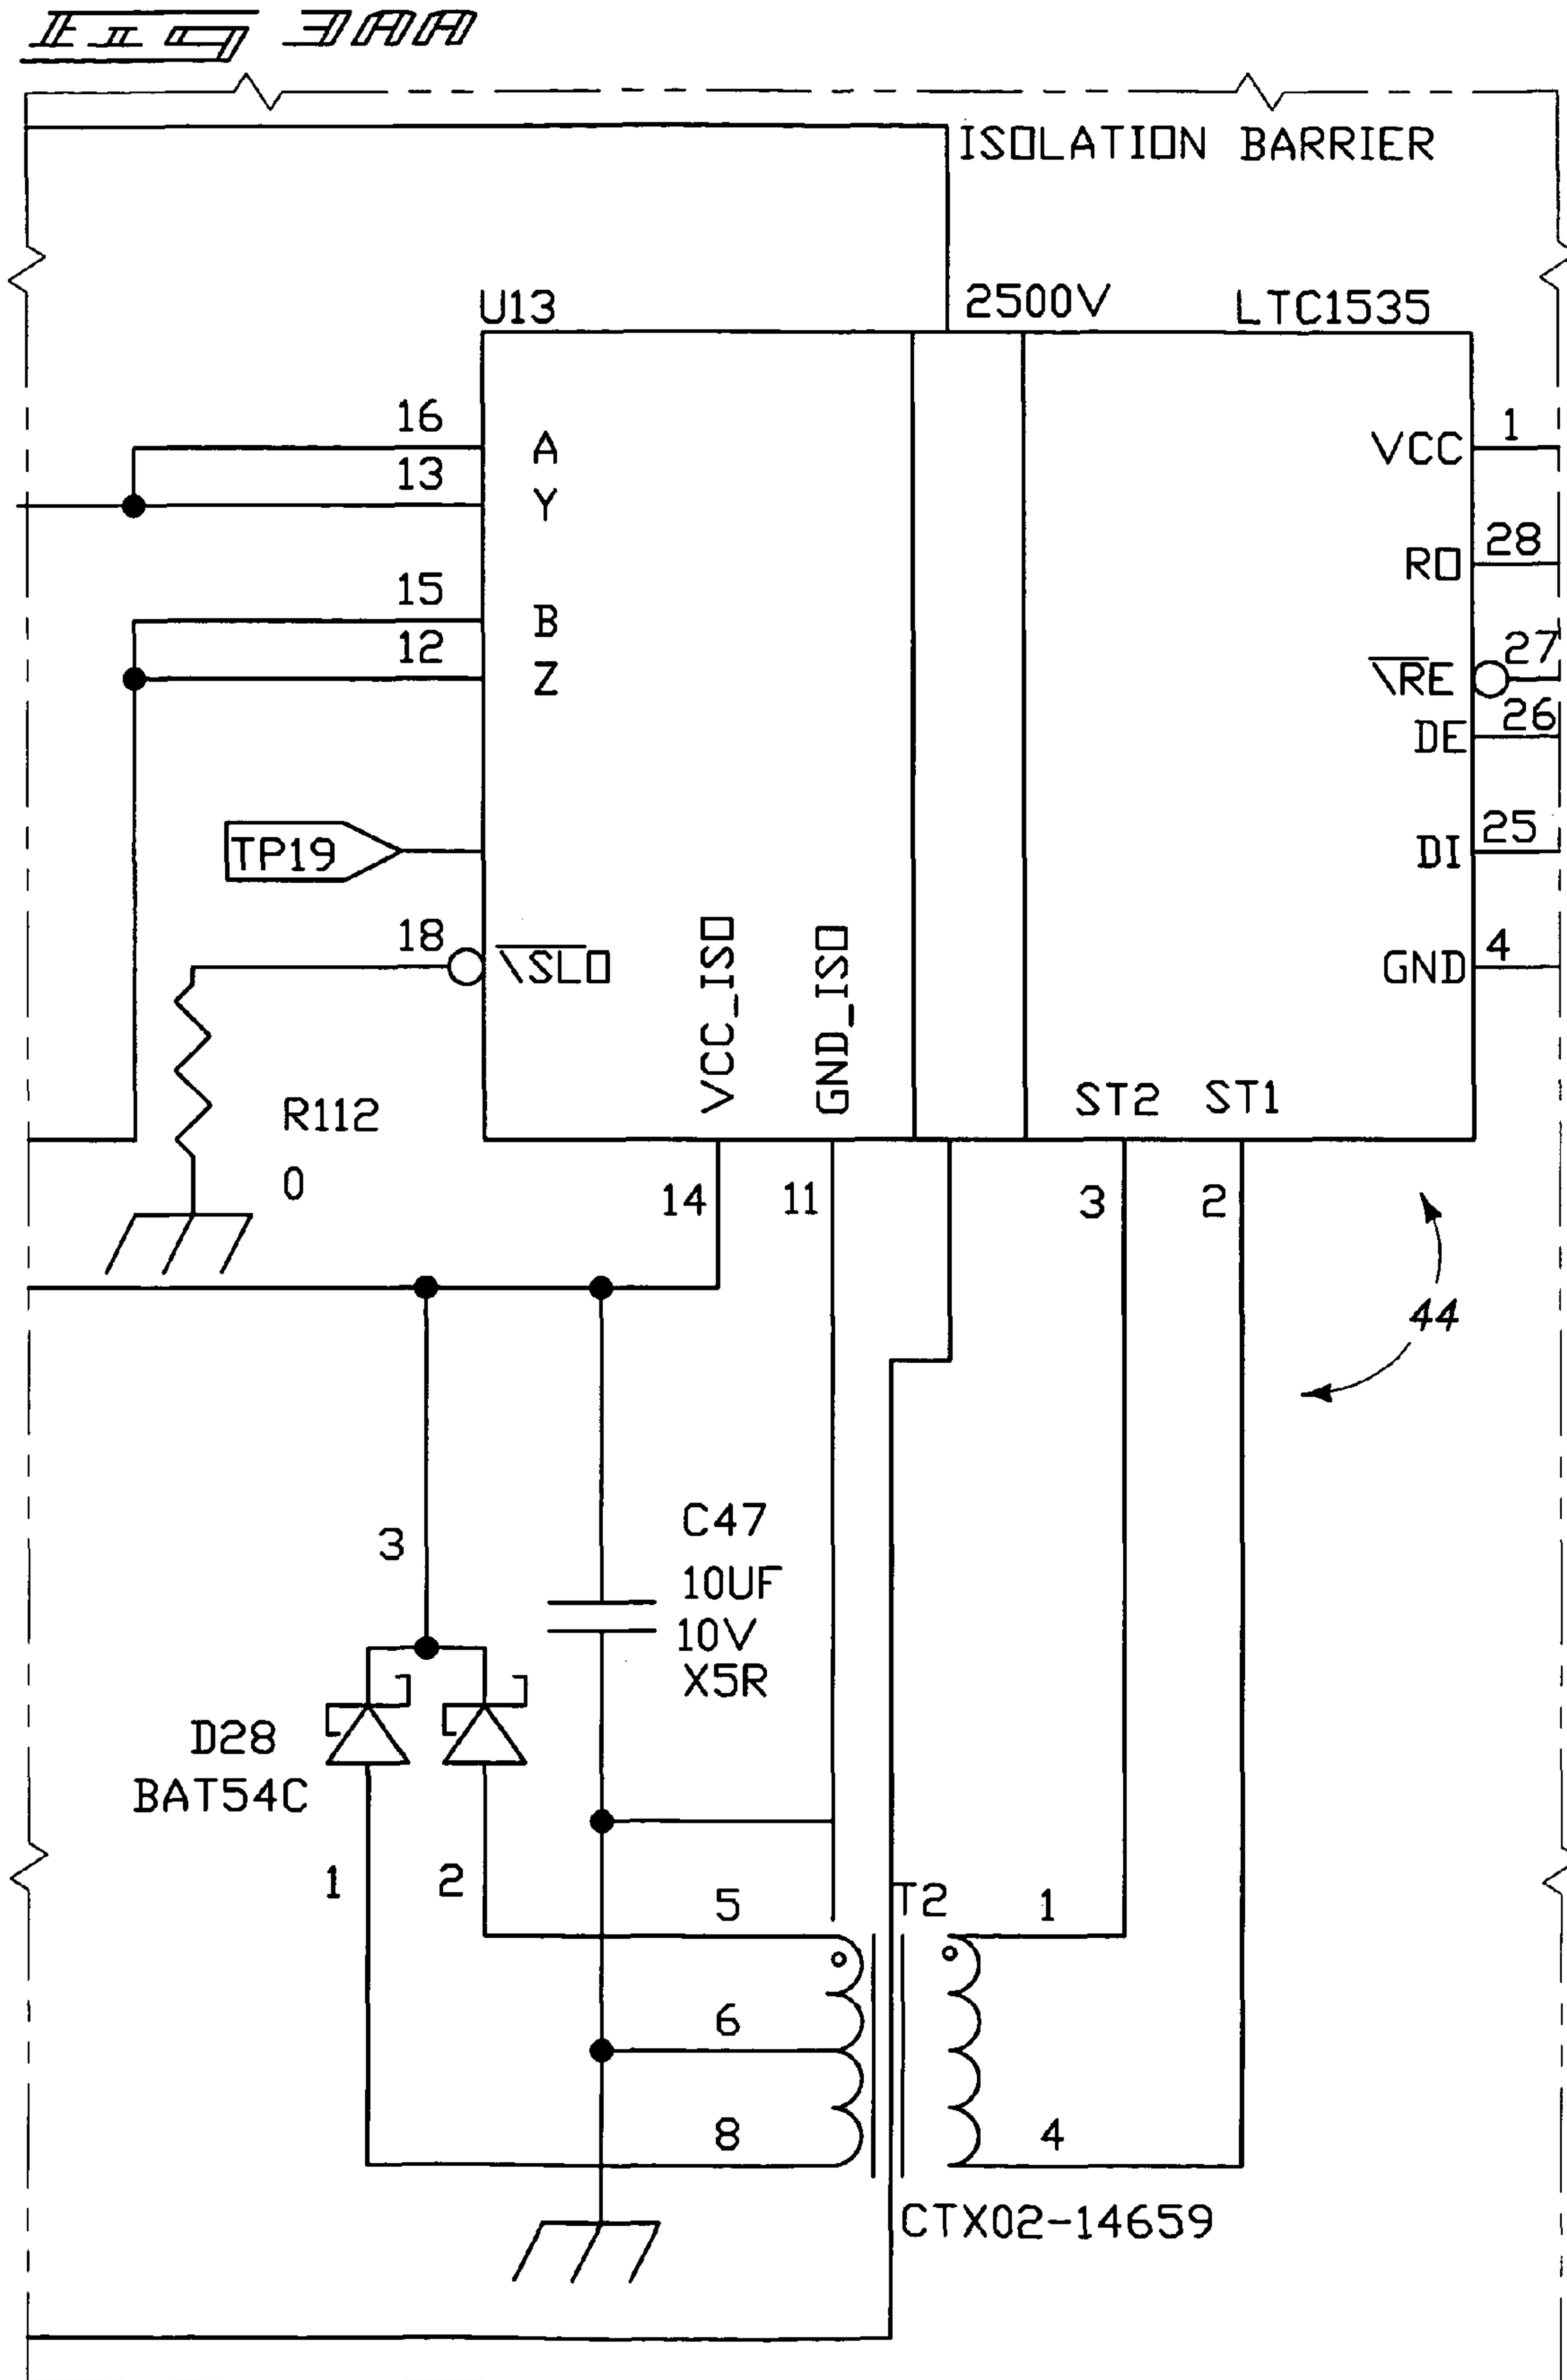 Fig 3AA
ISOLATION BARRIER
U13
2500V
LTC1535
16
A
13
Y
15
B
12
Z
TP19
18
\SLO
VCC_ISO
GND_ISO
VCC
1
RO
28
\RE
27
DE
26
DI
25
GND
4
ST2
ST1
R112
0
14
11
3
2
44
3
C47
10UF
10V
X5R
D28
BAT54C
1
2
5
T2
1
6
8
4
CTX02-14659